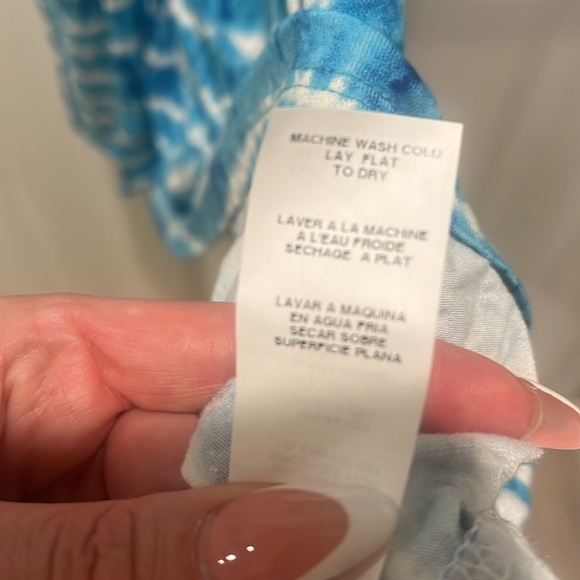 MACHINE WASH COLD
LAY FLAT
TO DRY
LAVER A LA MACHINE
A L'EAU FROIDE
SECHAGE A PLAT
LAVAR A MAQUINA
EN AGUA FRIA
SECAR SOBRE
SUPERFICIE PLANA